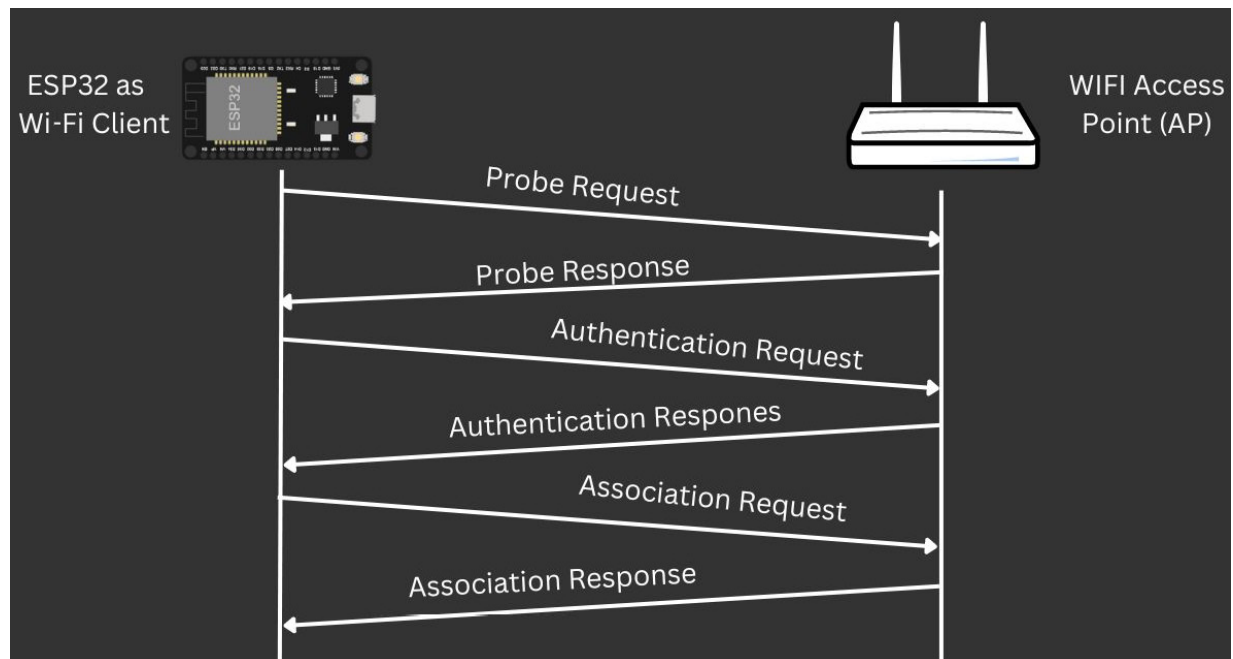 ESP32 as
Wi-Fi Client
ESP32
WIFI Access
Point (AP)
Probe Request
Probe Response
Authentication Request
Authentication Respones
Association Request
Association Response